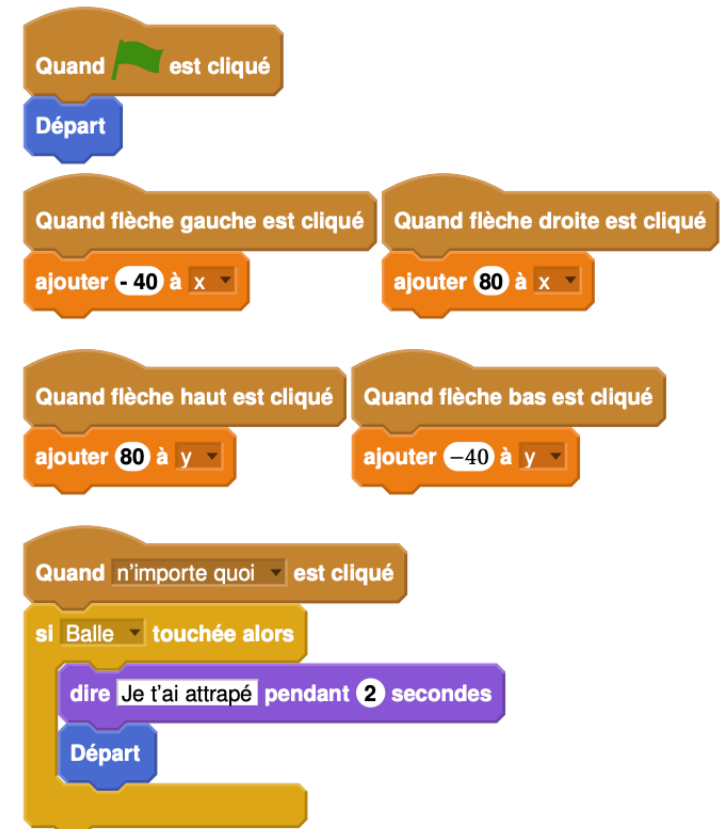 Quand est cliqué
Départ
Quand flèche gauche est cliqué
ajouter - 40 à x
Quand flèche droite est cliqué
ajouter 80 à x
Quand flèche haut est cliqué
ajouter 80 à y
Quand flèche bas est cliqué
ajouter −40 à y
Quand n'importe quoi est cliqué
si Balle touchée alors
dire Je t'ai attrapé pendant 2 secondes
Départ